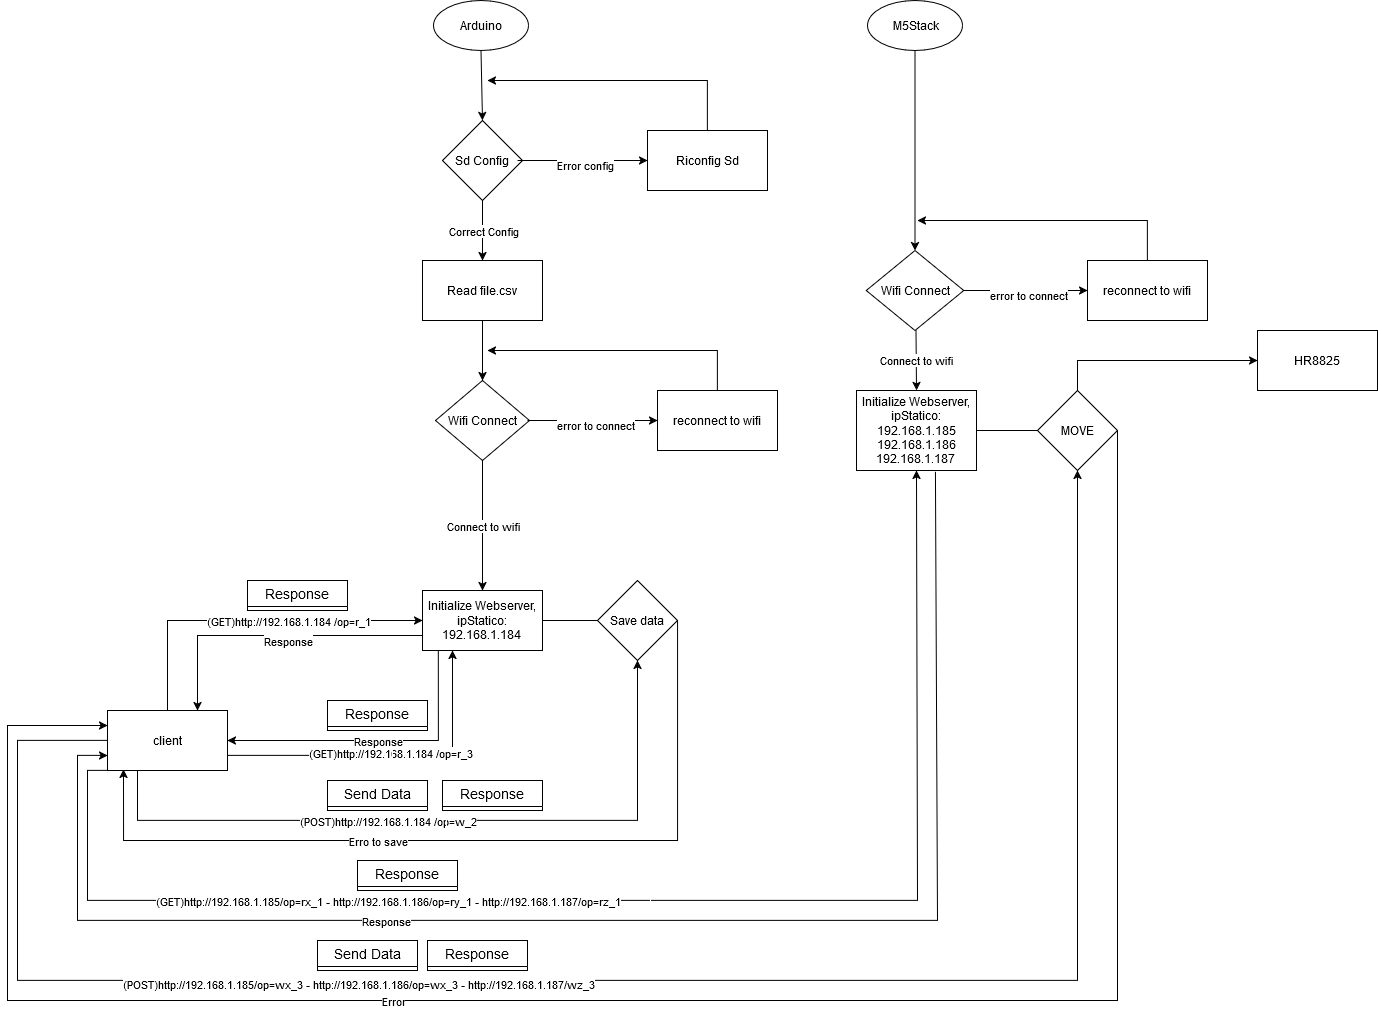 Arduino
M5Stack
Sd Config
Error config
Riconfig Sd
Correct Config
Read file.csv
Wifi Connect
error to connect
reconnect to wifi
Connect to wifi
Wifi Connect
error to connect
reconnect to wifi
Connect to wifi
HR8825
Initialize Webserver,
ipStatico:
192.168.1.185
192.168.1.186
192.168.1.187
MOVE
Initialize Webserver,
ipStatico:
192.168.1.184
Save data
Response
(GET)http://192.168.1.184 /op=r_1
Response
client
Response
Response
(GET)http://192.168.1.184 /op=r_3
Send Data
Response
(POST)http://192.168.1.184 /op=w_2
Erro to save
Response
(GET)http://192.168.1.185/op=rx_1 - http://192.168.1.186/op=ry_1 - http://192.168.1.187/op=rz_1
Response
Send Data
Response
(POST)http://192.168.1.185/op=wx_3 - http://192.168.1.186/op=wx_3 - http://192.168.1.187/wz_3
Error